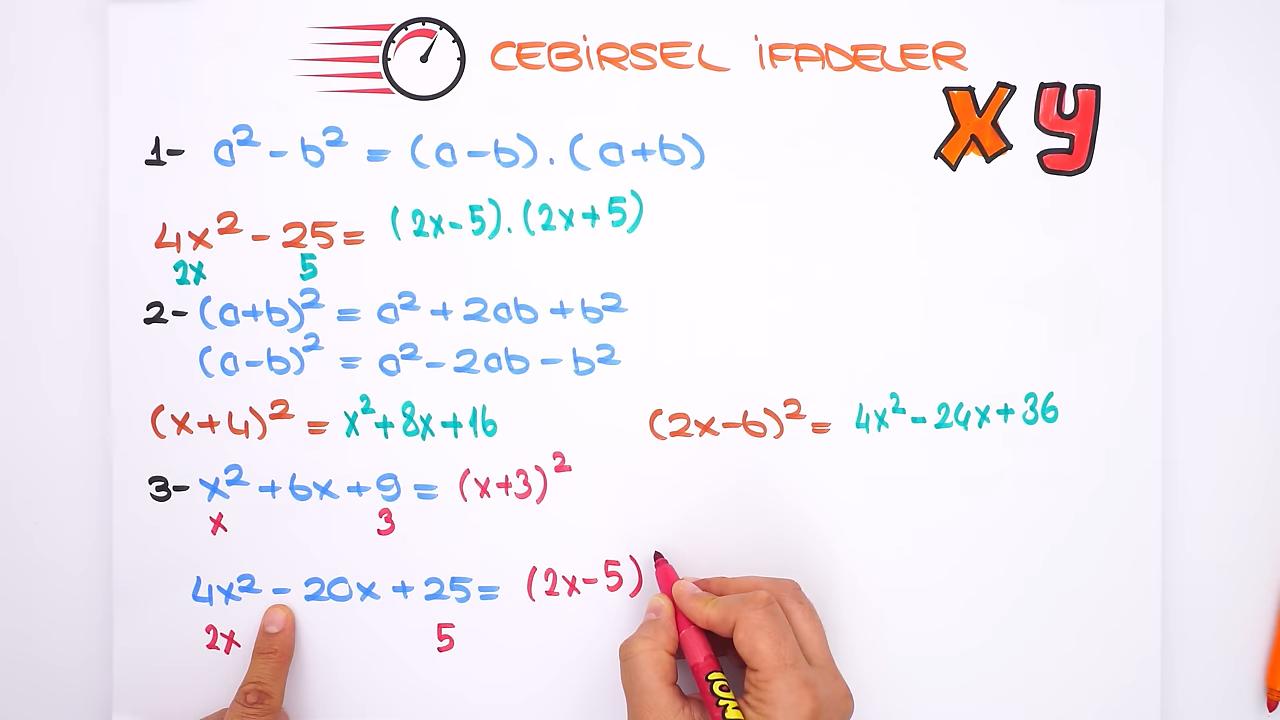 CEBİRSEL İFADELER
x y
1- a² - b² = (a-b).(a+b)
4x² - 25 = (2x-5).(2x+5)
2x 5
2- (a+b)² = a² + 2ab + b²
(a-b)² = a² - 2ab - b²
(x+4)² = x² + 8x + 16 (2x-6)² = 4x² - 24x + 36
3- x² + 6x + 9 = (x+3)²
x 3
4x² - 20x + 25 = (2x-5)
2x 5